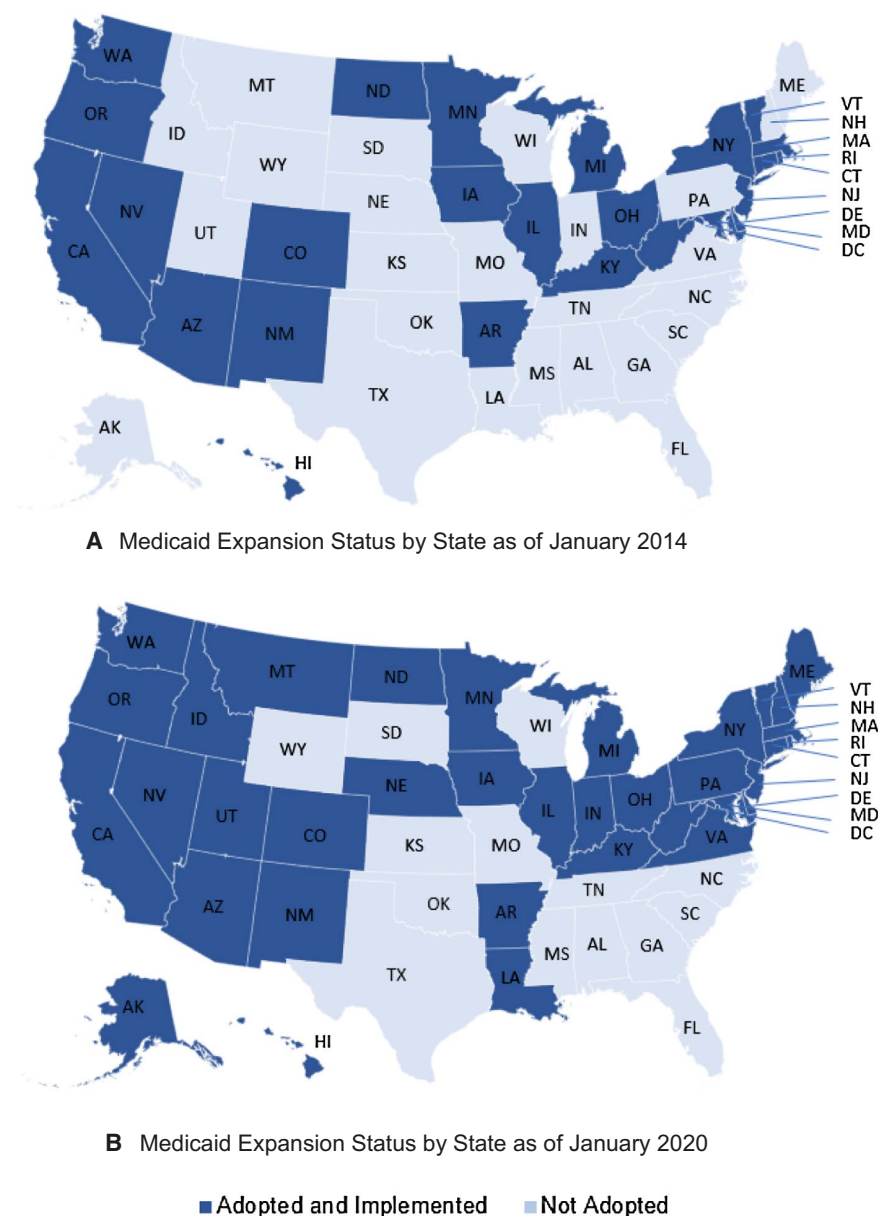 WA
MT
ND
MN
ME
VT
NH
MA
RI
CT
NJ
DE
MD
DC
OR
ID
WY
SD
WI
MI
NY
NV
UT
CO
NE
IA
IL
IN
OH
PA
CA
KS
MO
KY
VA
AZ
NM
OK
AR
TN
NC
SC
TX
LA
MS
AL
GA
AK
HI
FL
A Medicaid Expansion Status by State as of January 2014
WA
MT
ND
MN
ME
VT
NH
MA
RI
CT
NJ
DE
MD
DC
OR
ID
WY
SD
WI
MI
NY
NV
UT
CO
NE
IA
IL
IN
OH
PA
CA
KS
MO
KY
VA
AZ
NM
OK
AR
TN
NC
SC
TX
LA
MS
AL
GA
AK
HI
FL
B Medicaid Expansion Status by State as of January 2020
Adopted and Implemented Not Adopted